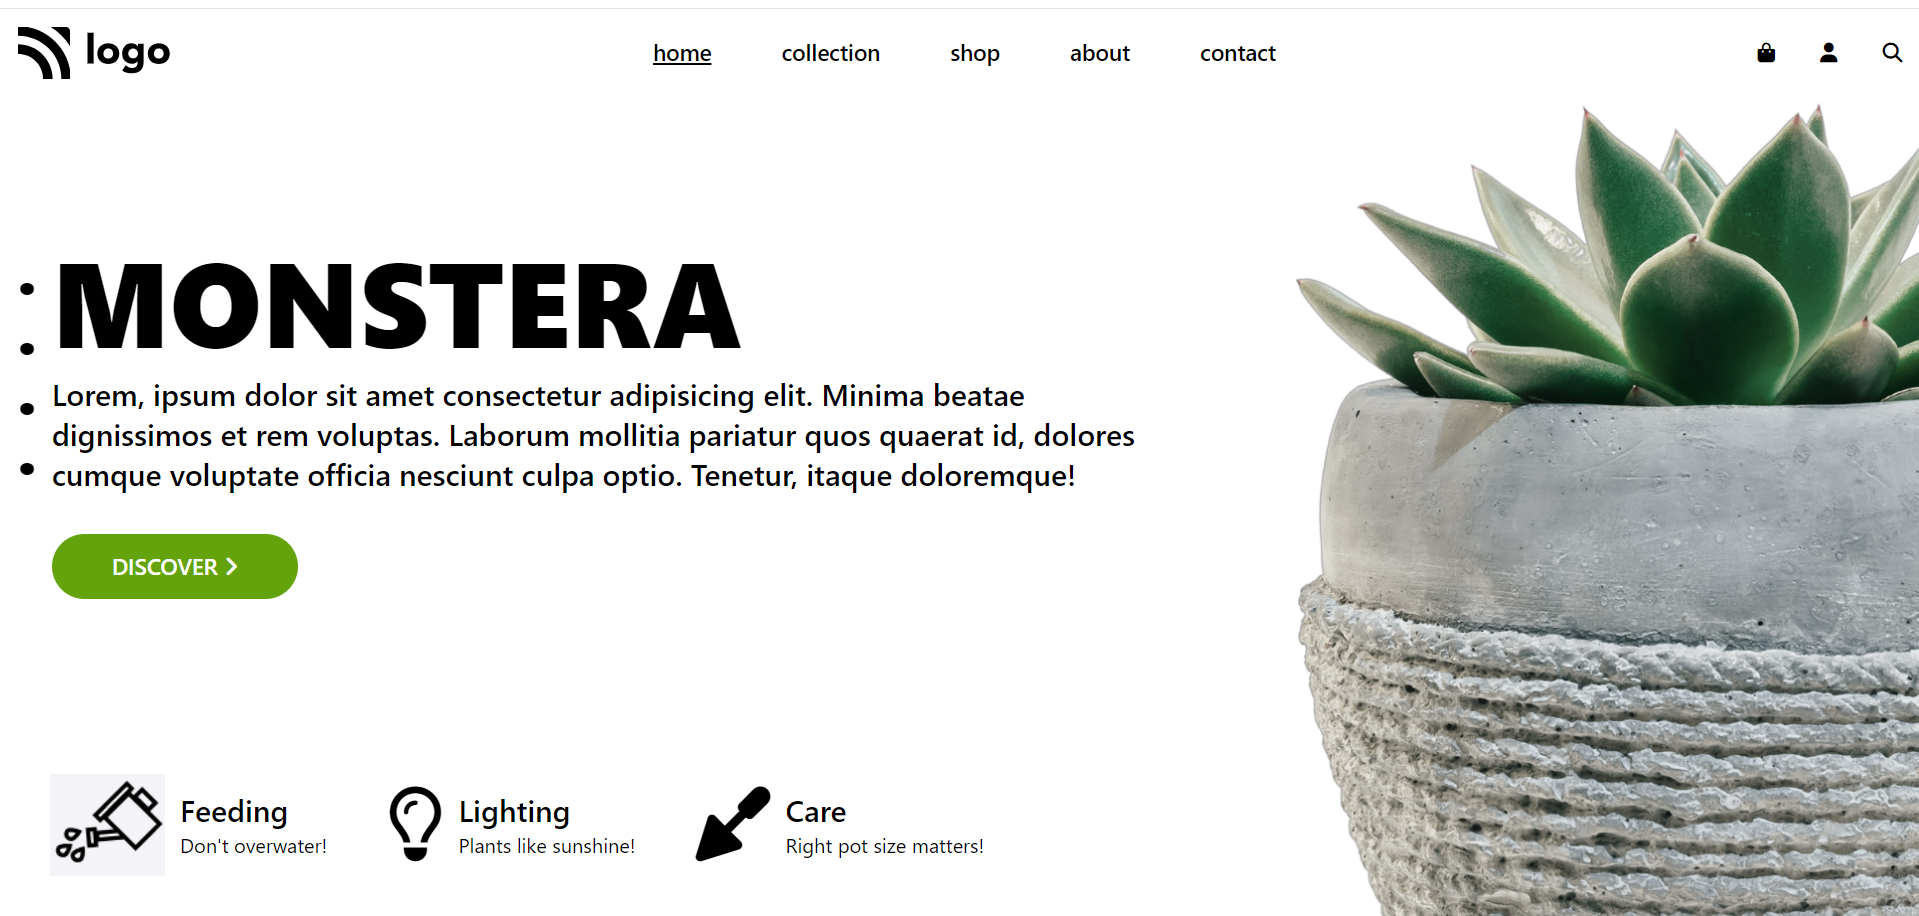 logo
home
collection
shop
about
contact
MONSTERA
Lorem, ipsum dolor sit amet consectetur adipisicing elit. Minima beatae
dignissimos et rem voluptas. Laborum mollitia pariatur quos quaerat id, dolores
cumque voluptate officia nesciunt culpa optio. Tenetur, itaque doloremque!
DISCOVER
Feeding
Don't overwater!
Lighting
Plants like sunshine!
Care
Right pot size matters!